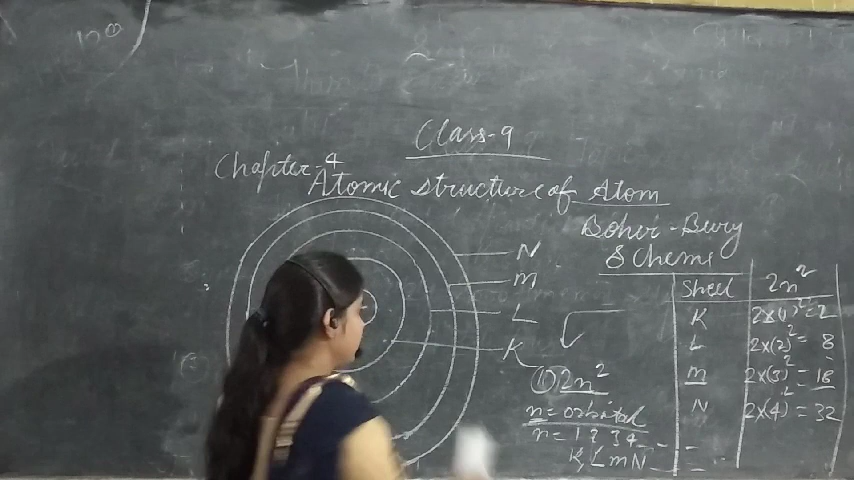 Class-9
Chapter-4
Atomic structure of Atom
Boher-Bury
Scheme
N
M
L
K
① 2n²
n = orbital
n = 1 2 3 4 - - -
K, L M N - -
Shell 2n²
K 2×(1)² = 2
L 2×(2)² = 8
M 2×(3)² = 18
N 2×(4)² = 32